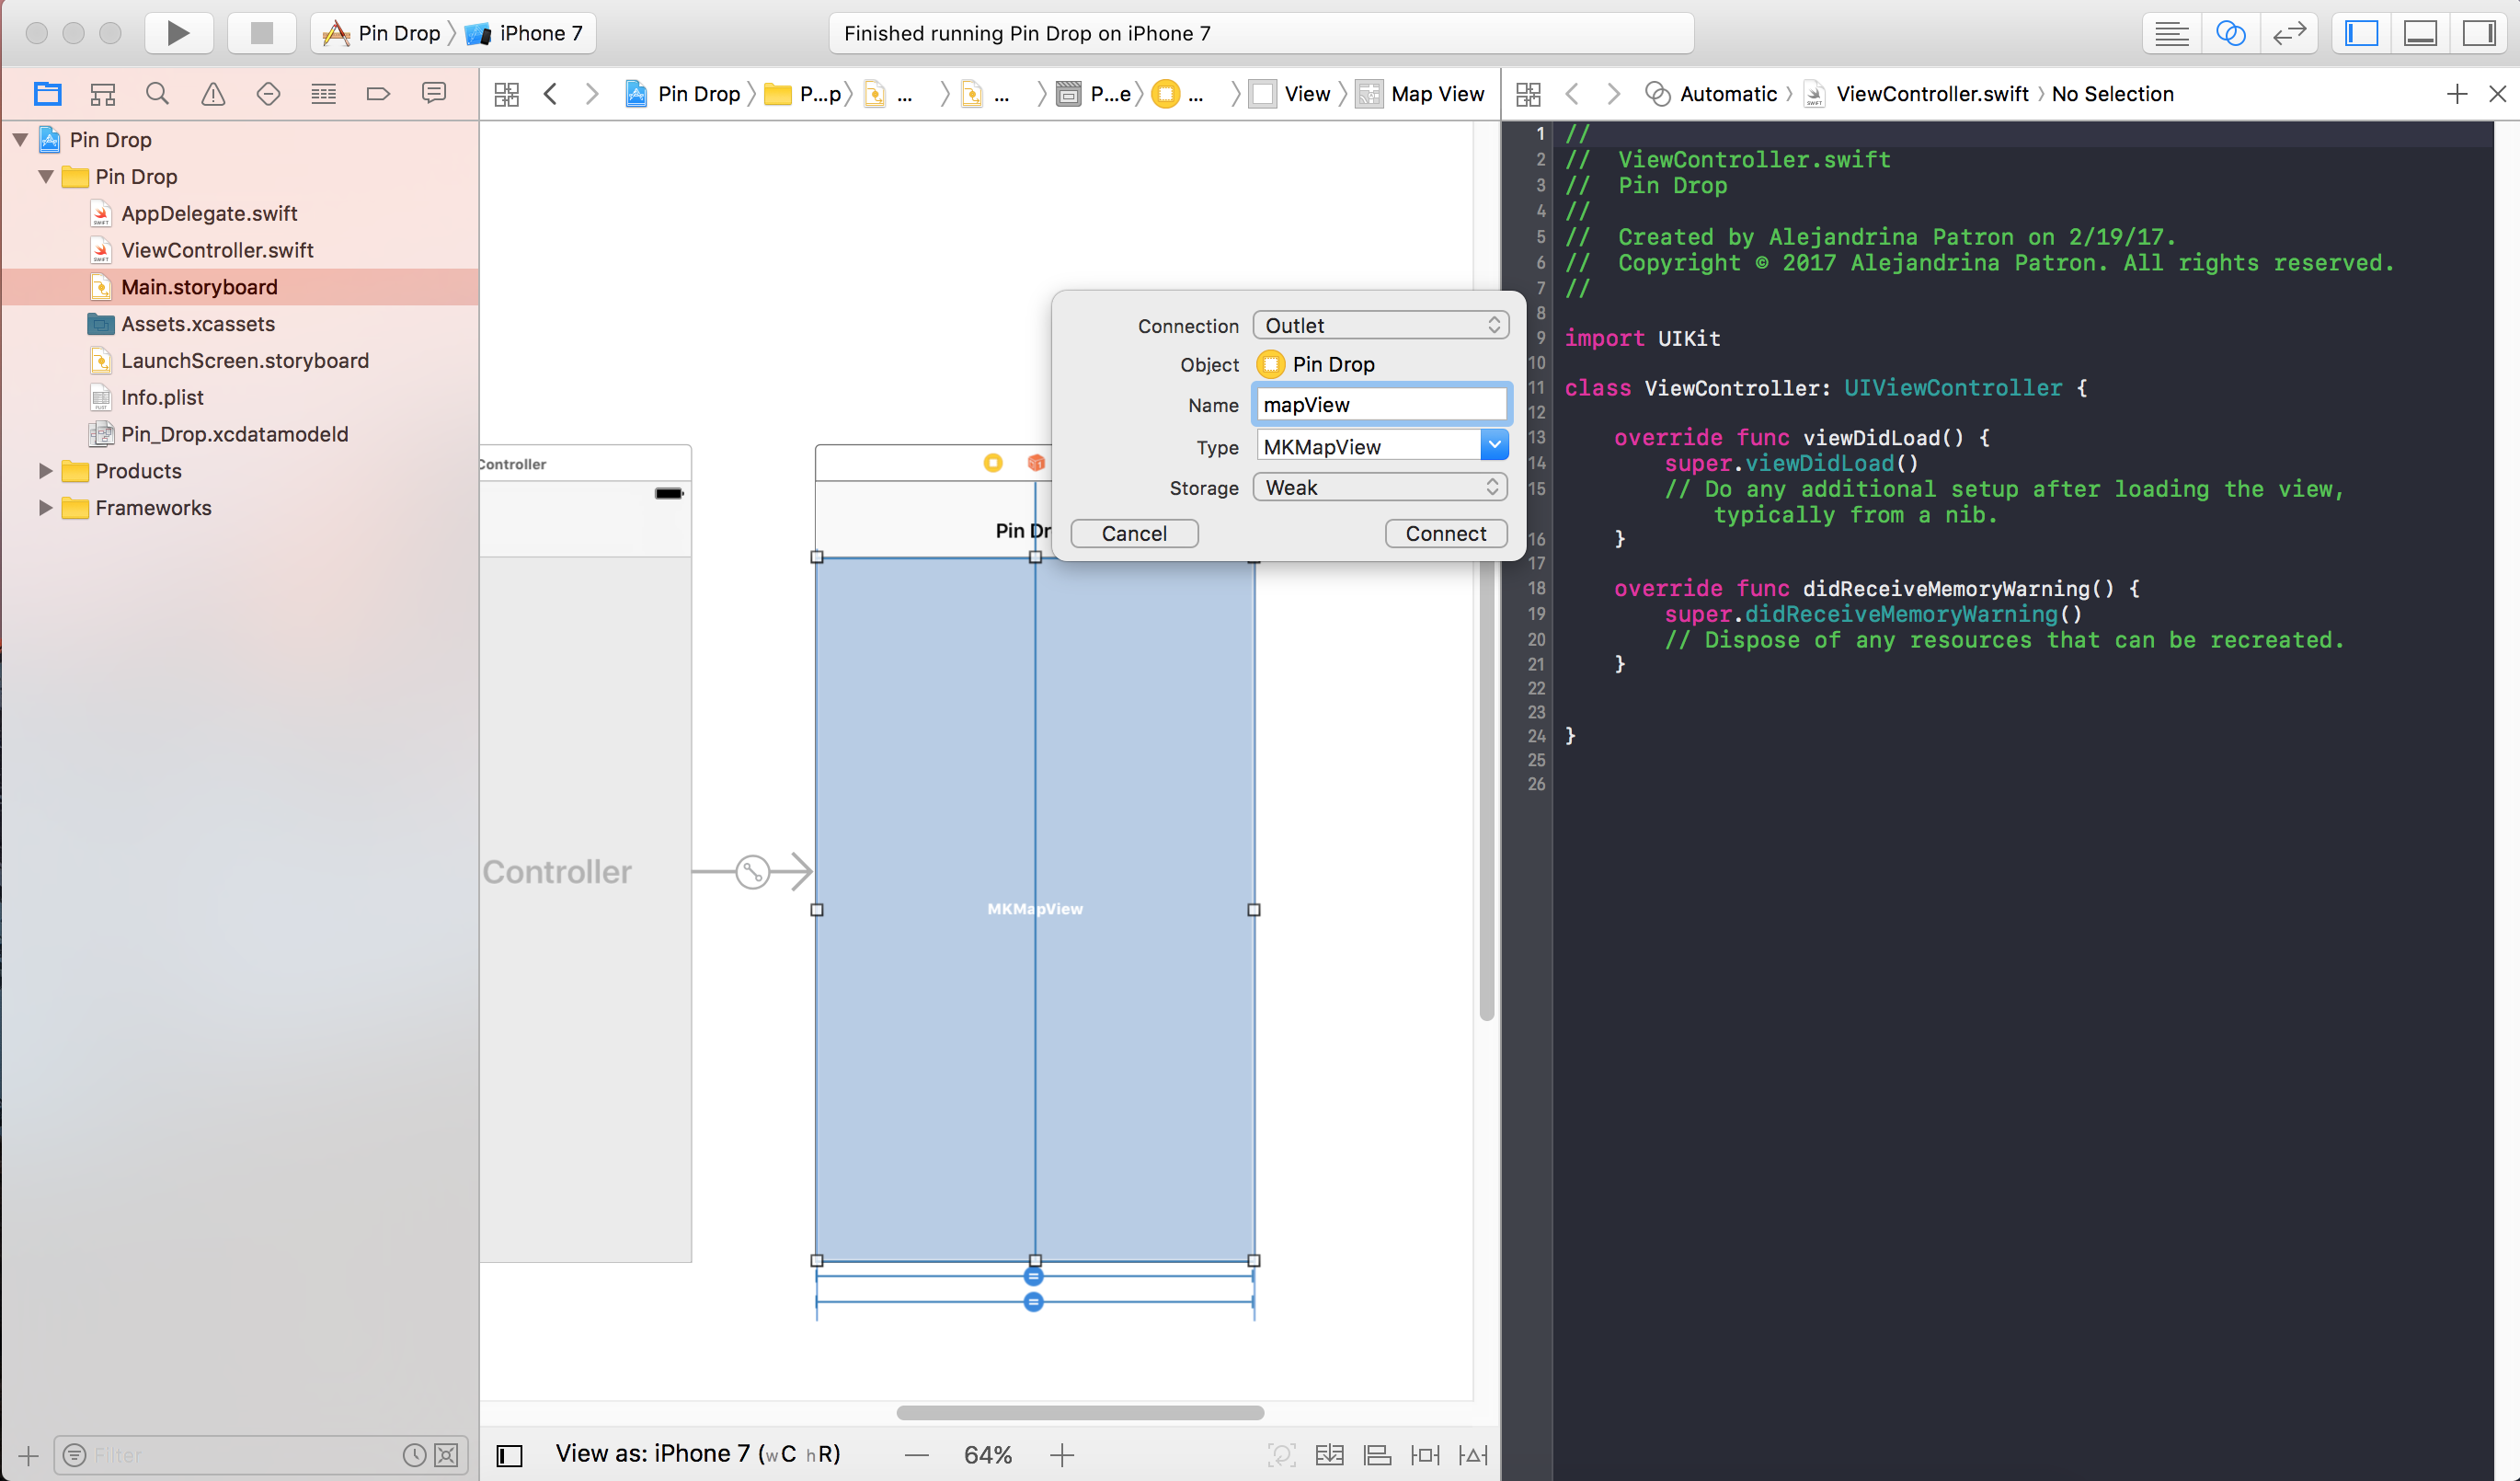 Pin Drop 〉 iPhone 7
Finished running Pin Drop on iPhone 7
Pin Drop 〉 P...p 〉 ... 〉 ... 〉 P...e 〉 ... 〉 View 〉 Map View
Automatic 〉 ViewController.swift 〉 No Selection
Pin Drop
Pin Drop
AppDelegate.swift
ViewController.swift
Main.storyboard
Assets.xcassets
LaunchScreen.storyboard
Info.plist
Pin_Drop.xcdatamodeld
Products
Frameworks
Filter
Controller
Controller
Pin Dr
MKMapView
Connection Outlet
Object Pin Drop
Name mapView
Type MKMapView
Storage Weak
Cancel Connect
View as: iPhone 7 (wC hR) — 64% +
1 //
2 // ViewController.swift
3 // Pin Drop
4 //
5 // Created by Alejandrina Patron on 2/19/17.
6 // Copyright © 2017 Alejandrina Patron. All rights reserved.
7 //
8
9 import UIKit
10
11 class ViewController: UIViewController {
12
13 override func viewDidLoad() {
14 super.viewDidLoad()
15 // Do any additional setup after loading the view,
typically from a nib.
16 }
17
18 override func didReceiveMemoryWarning() {
19 super.didReceiveMemoryWarning()
20 // Dispose of any resources that can be recreated.
21 }
22
23
24 }
25
26